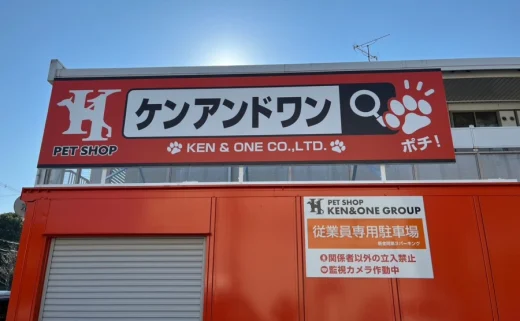 ケンアンドワン
PET SHOP
KEN & ONE CO.,LTD.
ポチ!
PET SHOP
KEN&ONE GROUP
従業員専用駐車場
関係者以外の立入禁止
監視カメラ作動中